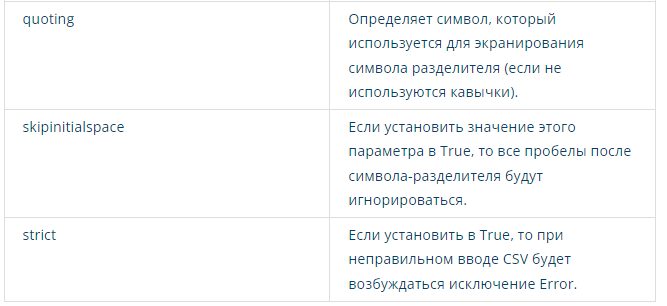 quoting
Определяет символ, который
используется для экранирования
символа разделителя (если не
используются кавычки).
skipinitialspace
Если установить значение этого
параметра в True, то все пробелы после
символа-разделителя будут
игнорироваться.
strict
Если установить в True, то при
неправильном вводе CSV будет
возбуждаться исключение Error.